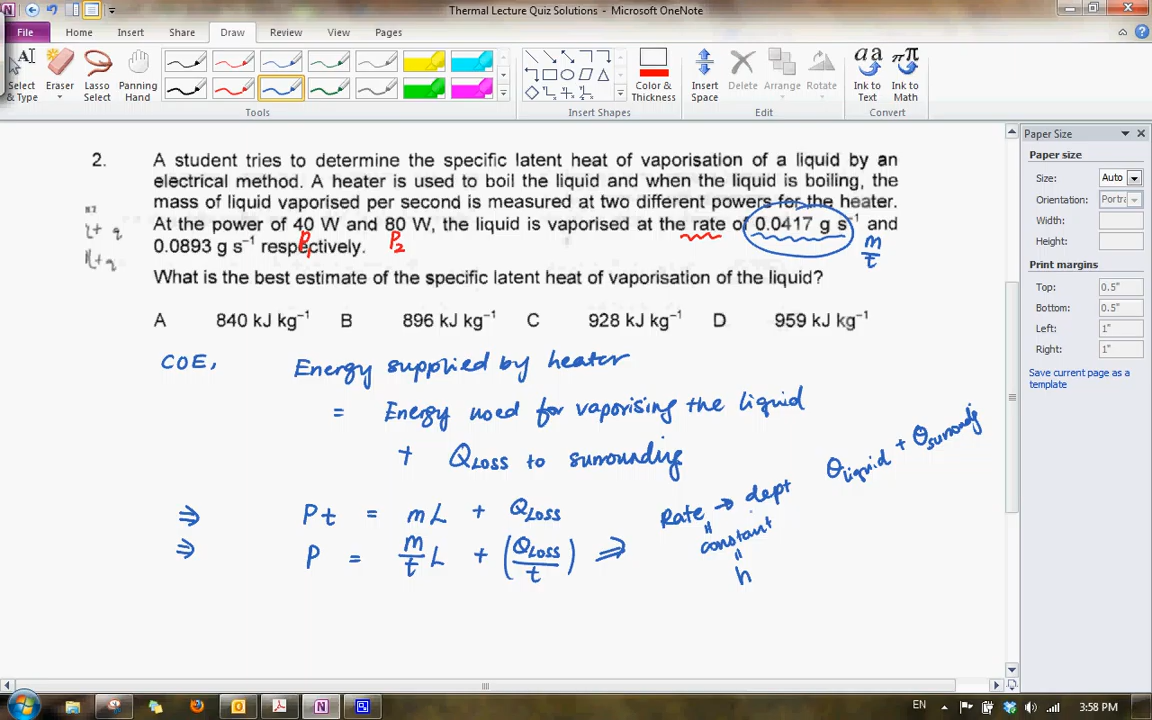 Thermal Lecture Quiz Solutions - Microsoft OneNote
File Home Insert Share Draw Review View Pages
Select & Type
Eraser
Lasso Select
Panning Hand
Color & Thickness
Insert Space
Delete
Arrange
Rotate
Ink to Text
Ink to Math
Tools
Insert Shapes
Edit
Convert
Paper Size
Paper size
Size: Auto
Orientation: Portra
Width:
Height:
Print margins
Top: 0.5"
Bottom: 0.5"
Left: 1"
Right: 1"
Save current page as a
template
2. A student tries to determine the specific latent heat of vaporisation of a liquid by an
electrical method. A heater is used to boil the liquid and when the liquid is boiling, the
mass of liquid vaporised per second is measured at two different powers for the heater.
At the power of 40 W and 80 W, the liquid is vaporised at the rate of 0.0417 g s⁻¹ and
0.0893 g s⁻¹ respectively.
P₁ P₂
m/t
What is the best estimate of the specific latent heat of vaporisation of the liquid?
A 840 kJ kg⁻¹ B 896 kJ kg⁻¹ C 928 kJ kg⁻¹ D 959 kJ kg⁻¹
COE, Energy supplied by heater
= Energy used for vaporising the liquid
+ QLOSS to surrounding
⇒ Pt = mL + QLOSS
⇒ P = m/t L + (QLOSS/t) ⇒
Rate → dept θliquid + θsurroundg
=
constant
=
h
EN
3:58 PM